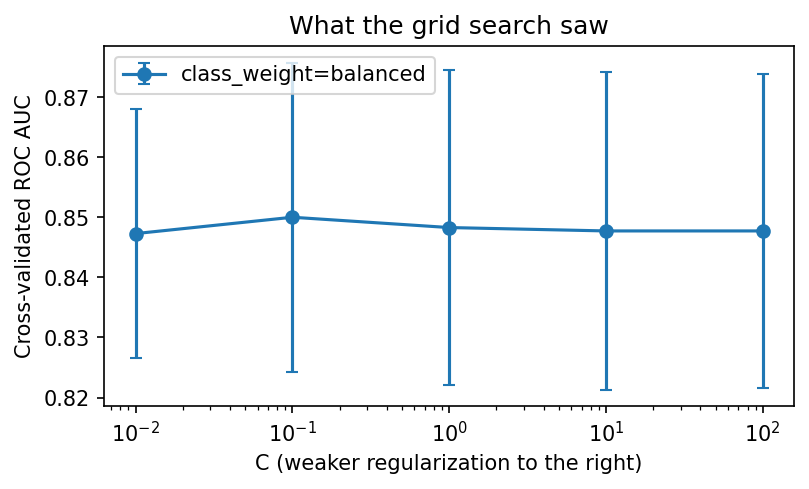 What the grid search saw
class_weight=balanced
Cross-validated ROC AUC
0.87
0.86
0.85
0.84
0.83
0.82
10⁻² 10⁻¹ 10⁰ 10¹ 10²
C (weaker regularization to the right)